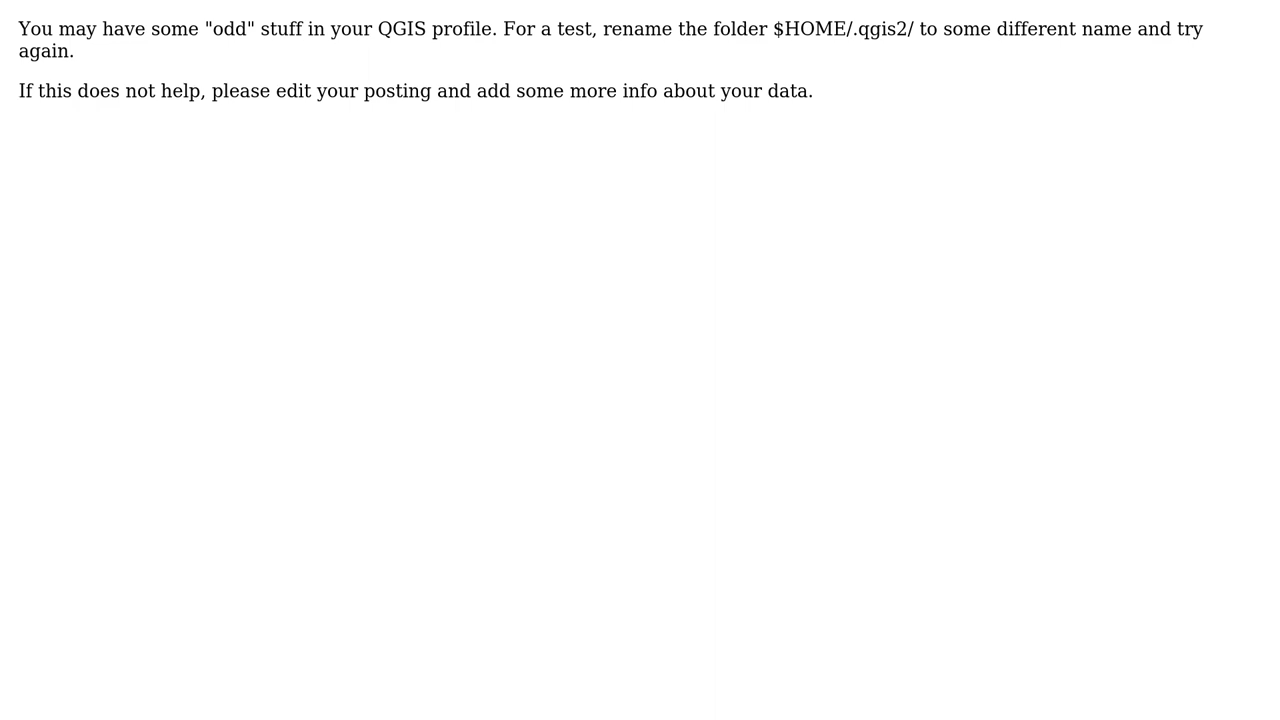 You may have some "odd" stuff in your QGIS profile. For a test, rename the folder $HOME/.qgis2/ to some different name and try
again.
If this does not help, please edit your posting and add some more info about your data.